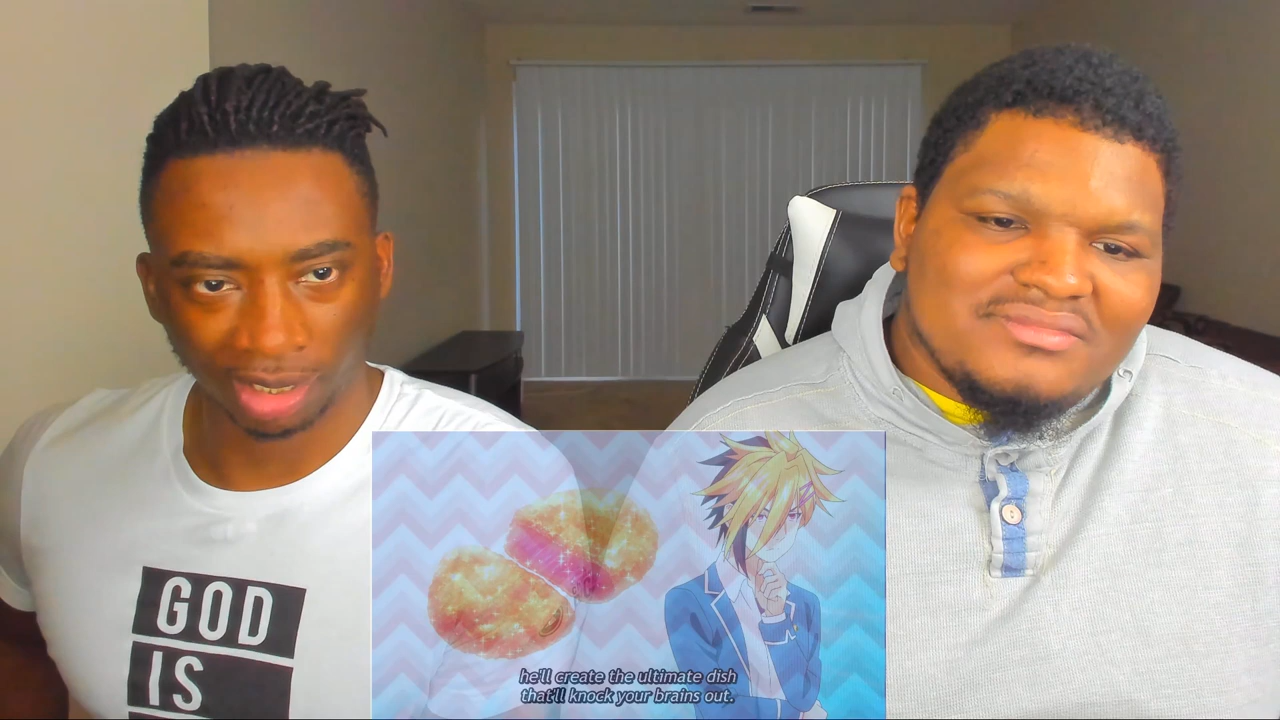 GOD
IS
he'll create the ultimate dish
that'll knock your brains out.